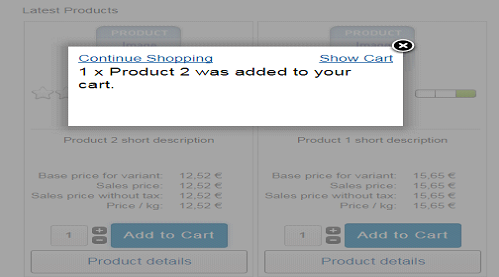 Latest Products
PRODUCT PRODUCT
Continue Shopping Show Cart
1 x Product 2 was added to your
cart.
Product 2 short description Product 1 short description
Base price for variant: 12,52 € Base price for variant: 15,65 €
Sales price: 12,52 € Sales price: 15,65 €
Sales price without tax: 12,52 € Sales price without tax: 15,65 €
Price / kg: 12,52 € Price / kg: 15,65 €
1 Add to Cart 1 Add to Cart
Product details Product details